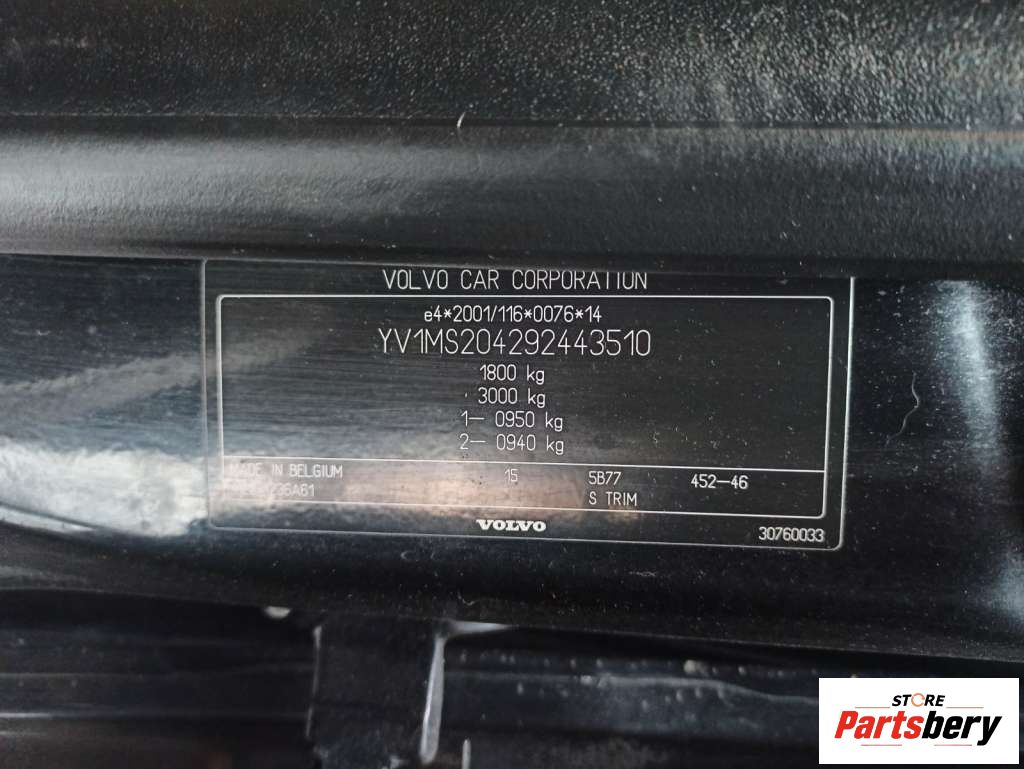 VOLVO CAR CORPORATION
e4*2001/116*0076*14
YV1MS204292443510
1800 kg
3000 kg
1- 0950 kg
2- 0940 kg
MADE IN BELGIUM 15 5B77 452-46
S TRIM
VOLVO
30760033
STORE
Partsbery